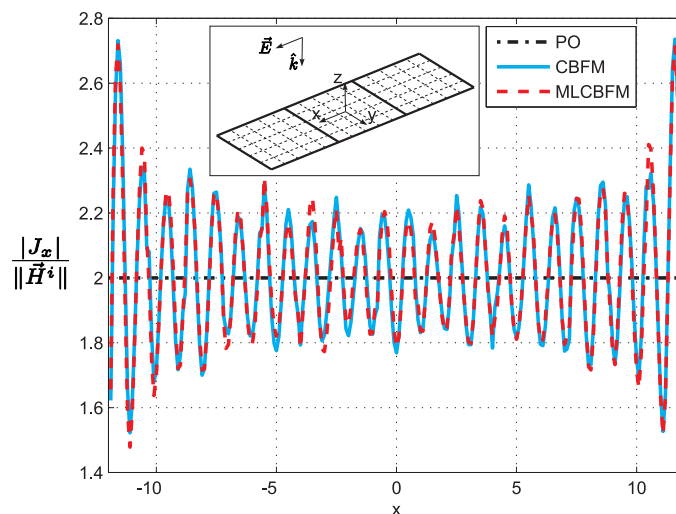 2.8
2.6
2.4
2.2
2
1.8
1.6
1.4
|J_x|
‖H⃗^i‖
E⃗
k̂
z
x
y
PO
CBFM
MLCBFM
-10
-5
0
5
10
x